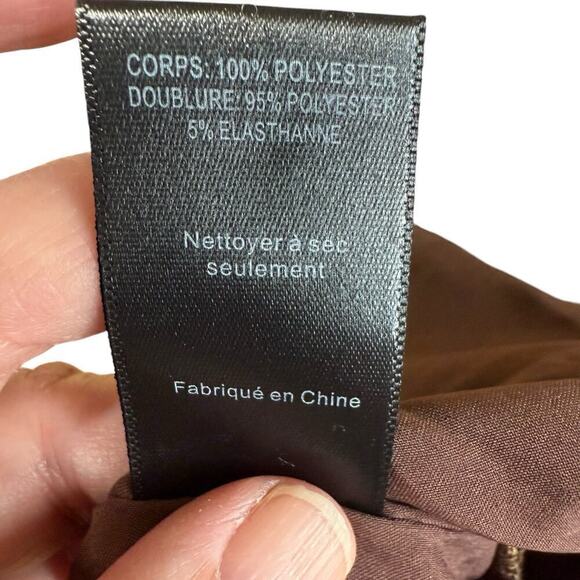 CORPS: 100% POLYESTER
DOUBLURE: 95% POLYESTER
5% ELASTHANNE
Nettoyer à sec
seulement
Fabriqué en Chine